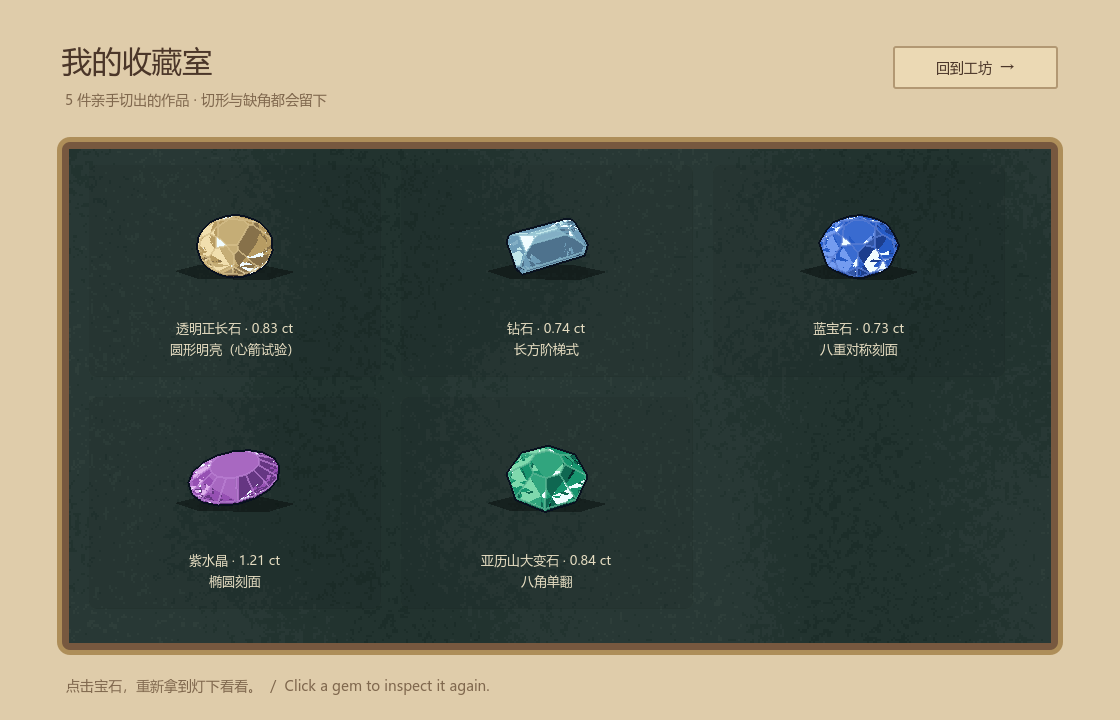 我的收藏室
回到工坊 →
5 件亲手切出的作品 · 切形与缺角都会留下
透明正长石 · 0.83 ct
圆形明亮（心箭试验）
钻石 · 0.74 ct
长方阶梯式
蓝宝石 · 0.73 ct
八重对称刻面
紫水晶 · 1.21 ct
椭圆刻面
亚历山大变石 · 0.84 ct
八角单翻
点击宝石，重新拿到灯下看看。 / Click a gem to inspect it again.